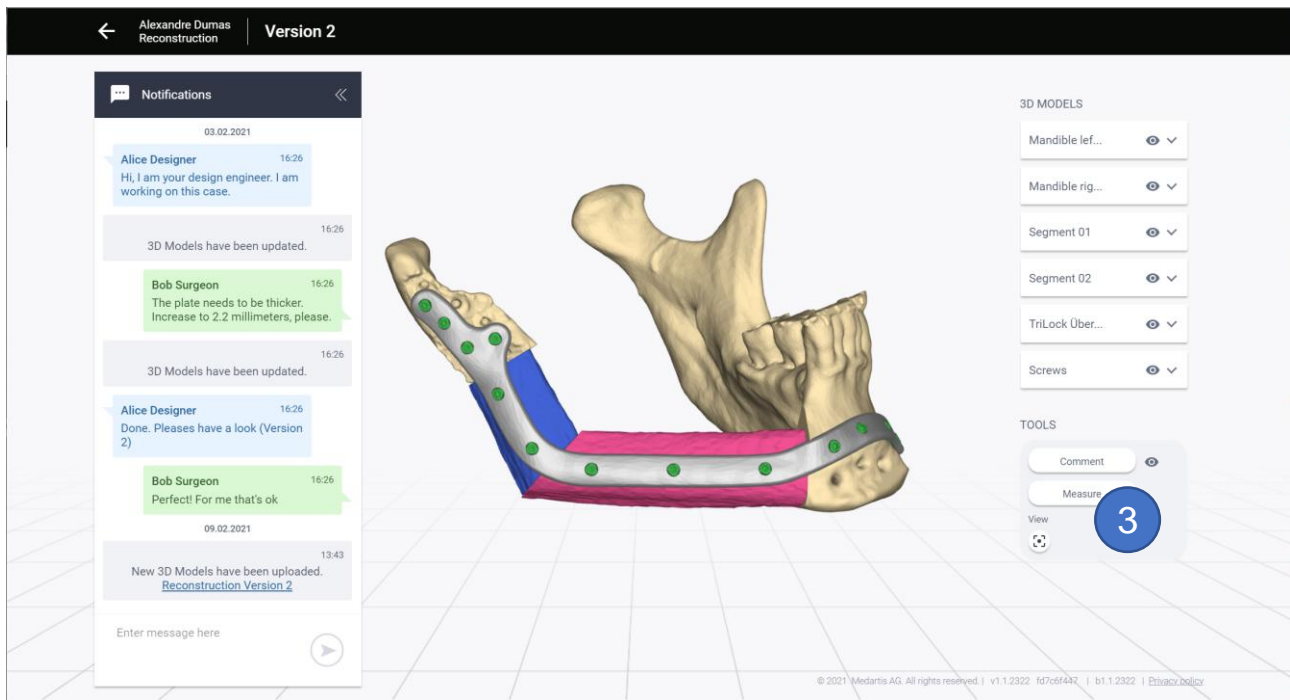 Alexandre Dumas
Reconstruction
Version 2
Notifications
03.02.2021
Alice Designer 16:26
Hi, I am your design engineer. I am
working on this case.
16:26
3D Models have been updated.
Bob Surgeon 16:26
The plate needs to be thicker.
Increase to 2.2 millimeters, please.
16:26
3D Models have been updated.
Alice Designer 16:26
Done. Pleases have a look (Version
2)
Bob Surgeon 16:26
Perfect! For me that's ok
09.02.2021
13:43
New 3D Models have been uploaded.
Reconstruction Version 2
Enter message here
3D MODELS
Mandible lef...
Mandible rig...
Segment 01
Segment 02
TriLock Über...
Screws
TOOLS
Comment
Measure
3
View
© 2021 Medartis AG. All rights reserved. | v1.1.2322 fd7c6f447 | b1.1.2322 | Privacy policy